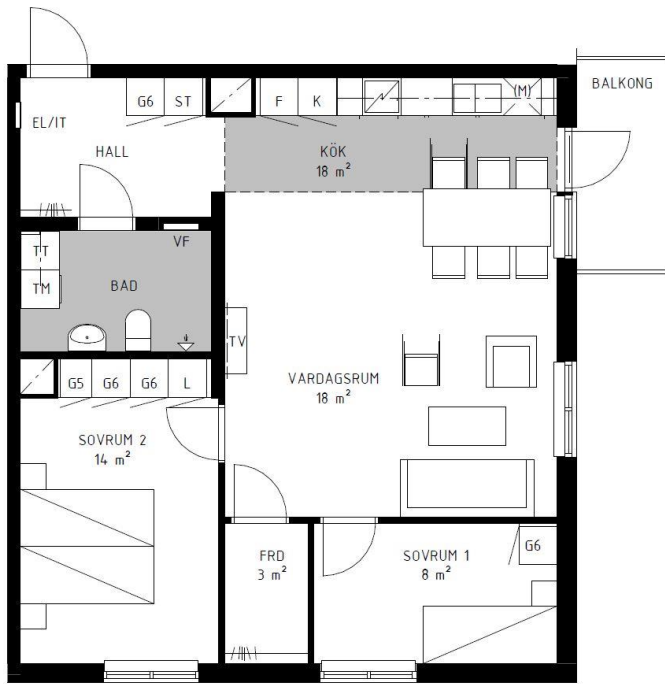 BALKONG
G6 ST F K (M)
EL/IT
HALL
KÖK
18 m²
VF
TT
TM
BAD
TV
VARDAGSRUM
18 m²
G5 G6 G6 L
SOVRUM 2
14 m²
FRD
3 m²
SOVRUM 1
8 m²
G6